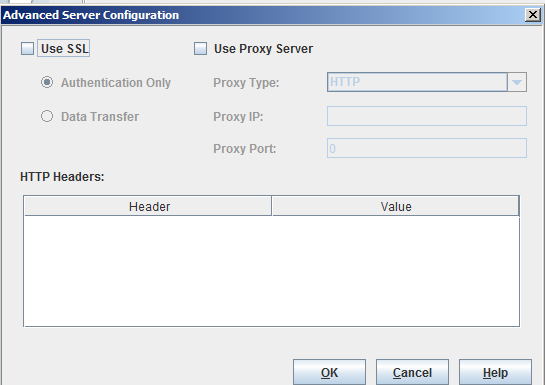 Advanced Server Configuration
Use SSL Use Proxy Server
Authentication Only Proxy Type: HTTP
Data Transfer Proxy IP:
Proxy Port: 0
HTTP Headers:
Header Value
OK Cancel Help